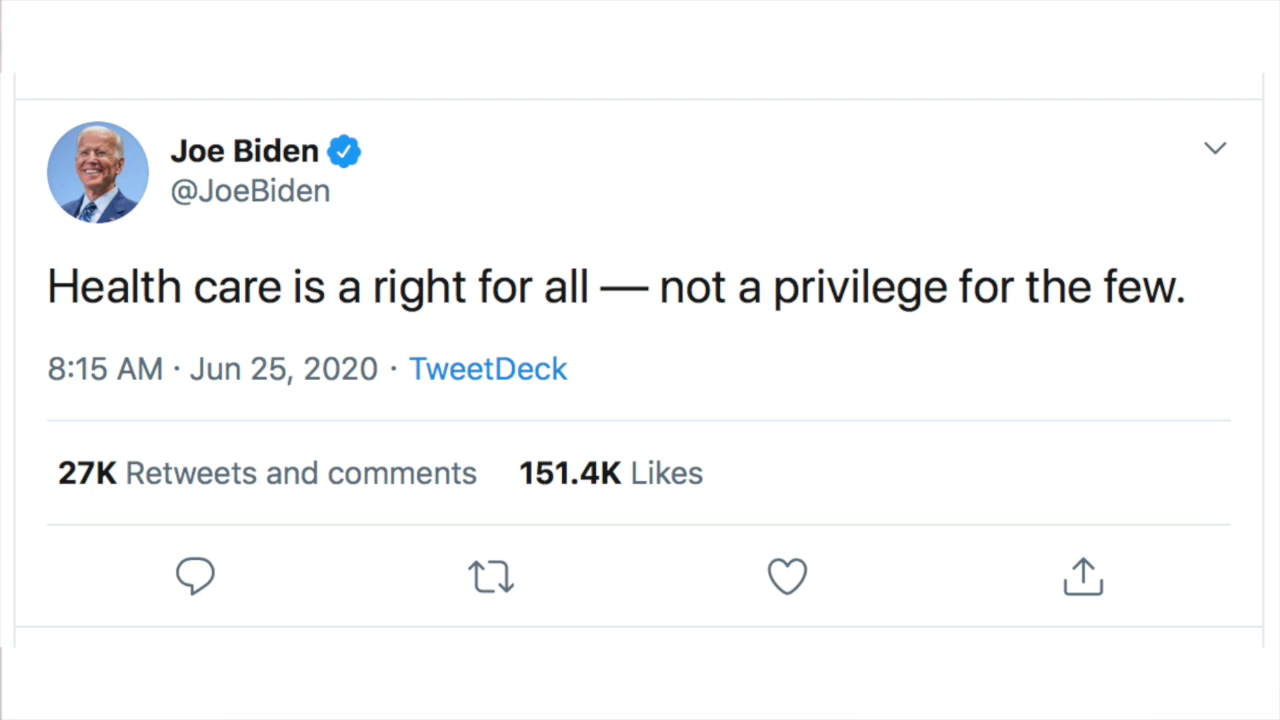 Joe Biden
@JoeBiden
Health care is a right for all — not a privilege for the few.
8:15 AM · Jun 25, 2020 · TweetDeck
27K Retweets and comments 151.4K Likes